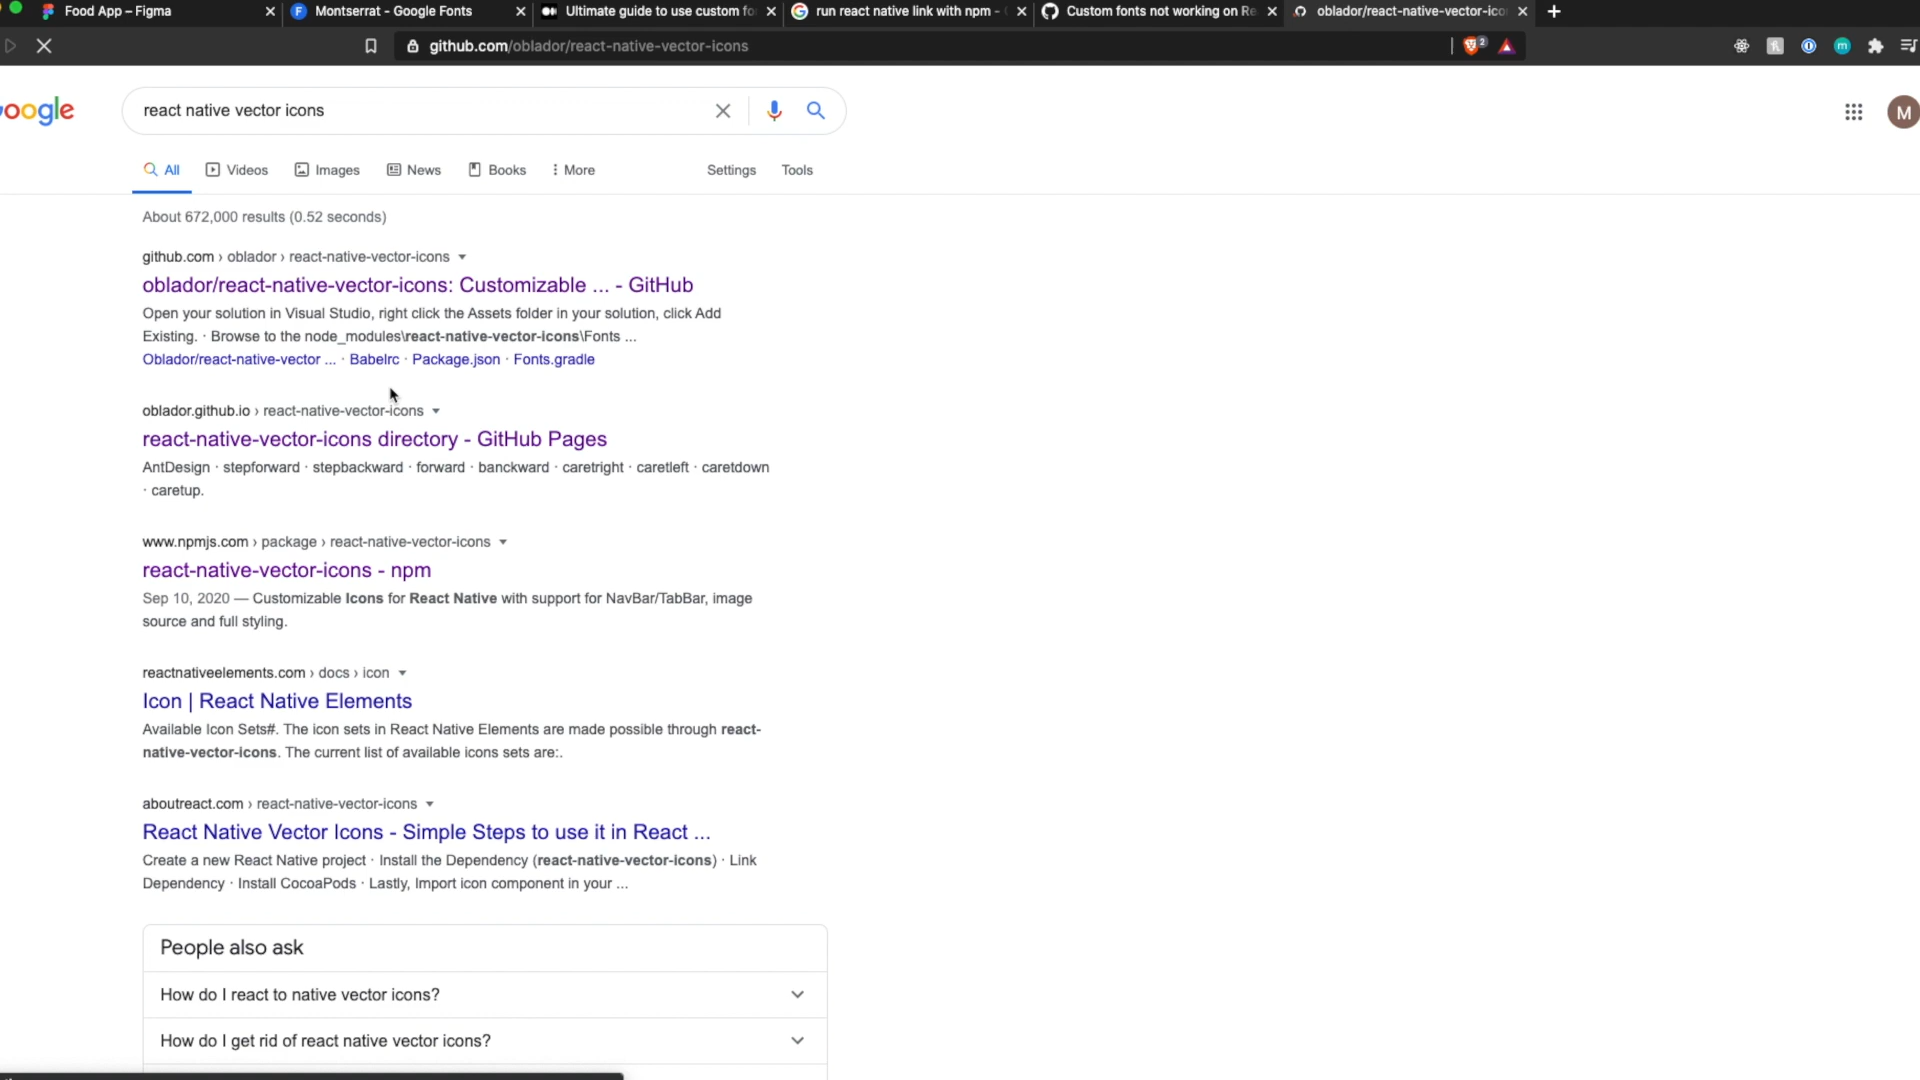 Food App – Figma
Montserrat - Google Fonts
Ultimate guide to use custom fo
run react native link with npm -
Custom fonts not working on Re
oblador/react-native-vector-ico
github.com/oblador/react-native-vector-icons
2
m
oogle
react native vector icons
M
All
Videos
Images
News
Books
More
Settings
Tools
About 672,000 results (0.52 seconds)
github.com › oblador › react-native-vector-icons
oblador/react-native-vector-icons: Customizable ... - GitHub
Open your solution in Visual Studio, right click the Assets folder in your solution, click Add
Existing. · Browse to the node_modules\react-native-vector-icons\Fonts ...
Oblador/react-native-vector ... · Babelrc · Package.json · Fonts.gradle
oblador.github.io › react-native-vector-icons
react-native-vector-icons directory - GitHub Pages
AntDesign · stepforward · stepbackward · forward · banckward · caretright · caretleft · caretdown
· caretup.
www.npmjs.com › package › react-native-vector-icons
react-native-vector-icons - npm
Sep 10, 2020 — Customizable Icons for React Native with support for NavBar/TabBar, image
source and full styling.
reactnativeelements.com › docs › icon
Icon | React Native Elements
Available Icon Sets#. The icon sets in React Native Elements are made possible through react-
native-vector-icons. The current list of available icons sets are:.
aboutreact.com › react-native-vector-icons
React Native Vector Icons - Simple Steps to use it in React ...
Create a new React Native project · Install the Dependency (react-native-vector-icons) · Link
Dependency · Install CocoaPods · Lastly, Import icon component in your ...
People also ask
How do I react to native vector icons?
How do I get rid of react native vector icons?